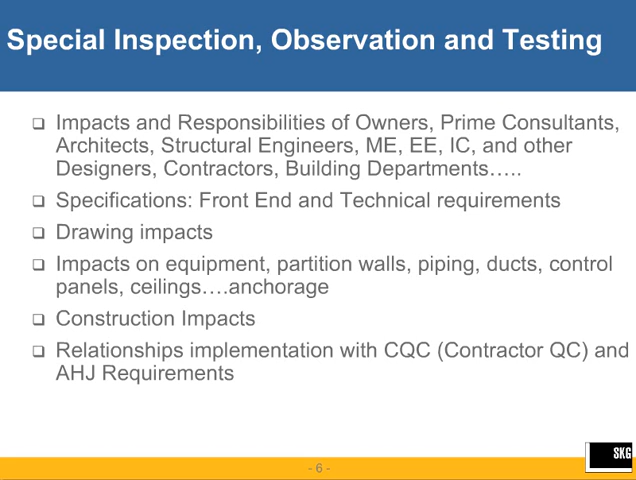 Special Inspection, Observation and Testing
❑ Impacts and Responsibilities of Owners, Prime Consultants,
Architects, Structural Engineers, ME, EE, IC, and other
Designers, Contractors, Building Departments…..
❑ Specifications: Front End and Technical requirements
❑ Drawing impacts
❑ Impacts on equipment, partition walls, piping, ducts, control
panels, ceilings….anchorage
❑ Construction Impacts
❑ Relationships implementation with CQC (Contractor QC) and
AHJ Requirements
SKG
- 6 -